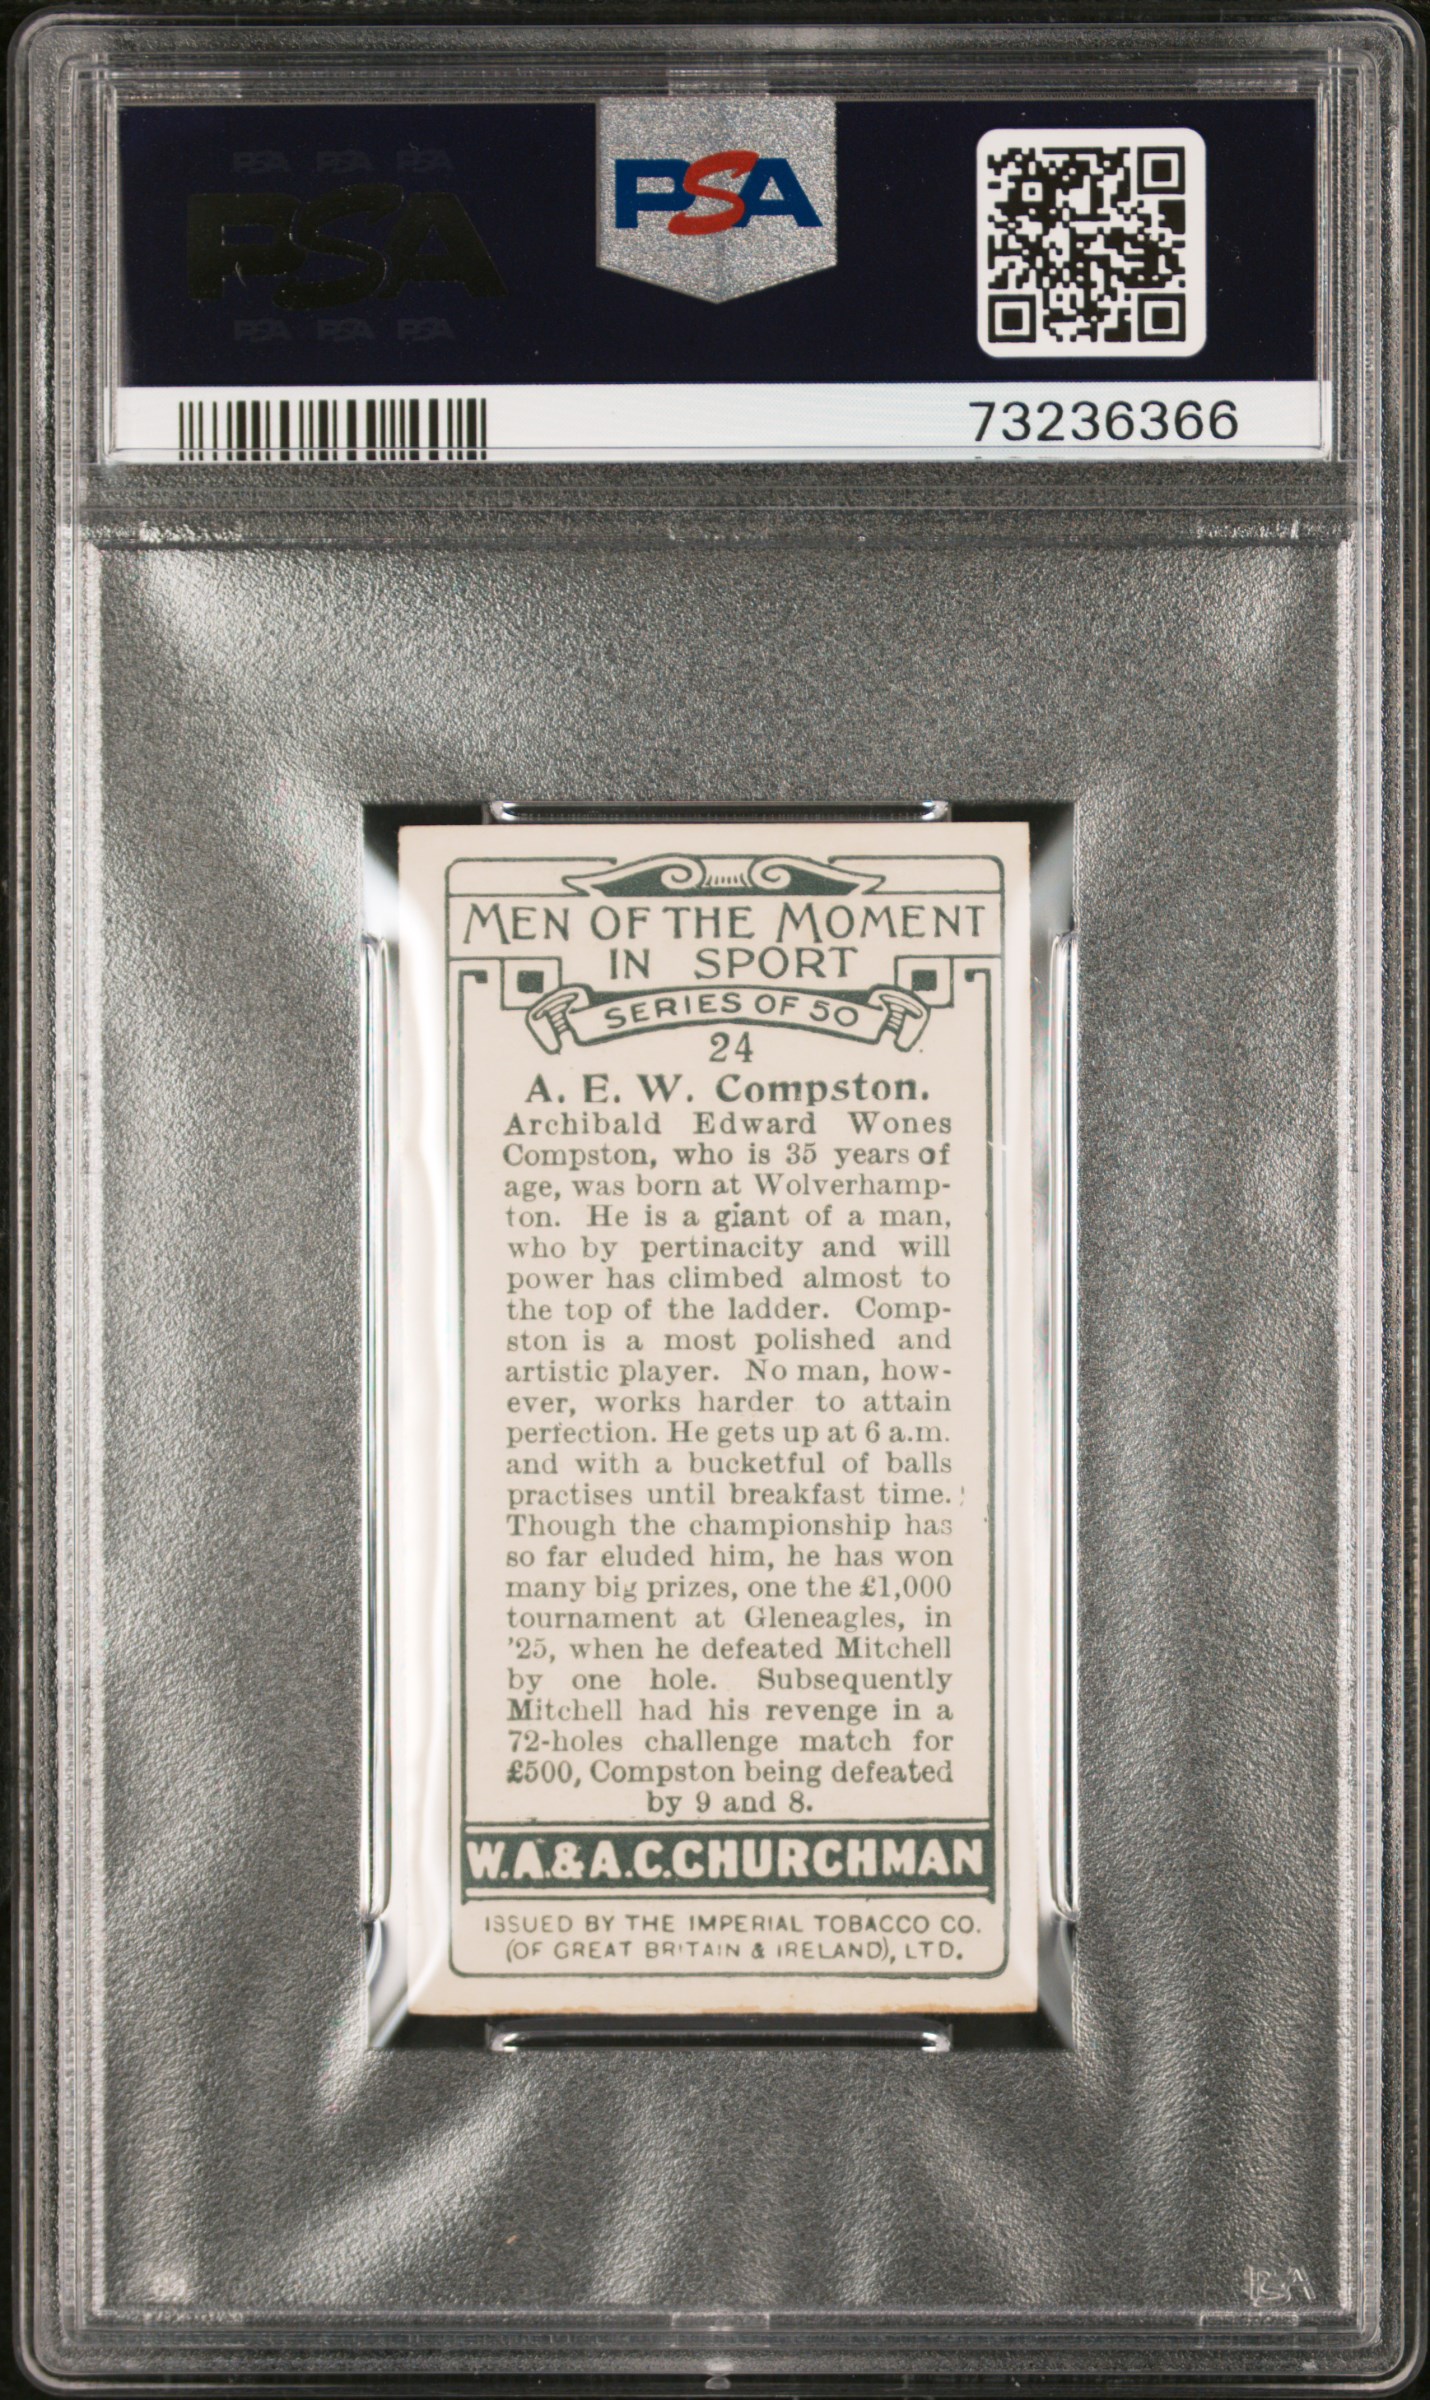 PSA PSA PSA
PSA
PSA PSA PSA
PSA
73236366
MEN OF THE MOMENT
IN SPORT
SERIES OF 50
24
A. E. W. Compston.
Archibald Edward Wones
Compston, who is 35 years of
age, was born at Wolverhamp-
ton. He is a giant of a man,
who by pertinacity and will
power has climbed almost to
the top of the ladder. Comp-
ston is a most polished and
artistic player. No man, how-
ever, works harder to attain
perfection. He gets up at 6 a.m.
and with a bucketful of balls
practises until breakfast time.
Though the championship has
so far eluded him, he has won
many big prizes, one the £1,000
tournament at Gleneagles, in
'25, when he defeated Mitchell
by one hole. Subsequently
Mitchell had his revenge in a
72-holes challenge match for
£500, Compston being defeated
by 9 and 8.
W.A.& A.C.CHURCHMAN
ISSUED BY THE IMPERIAL TOBACCO CO.
(OF GREAT BRITAIN & IRELAND), LTD.
PSA